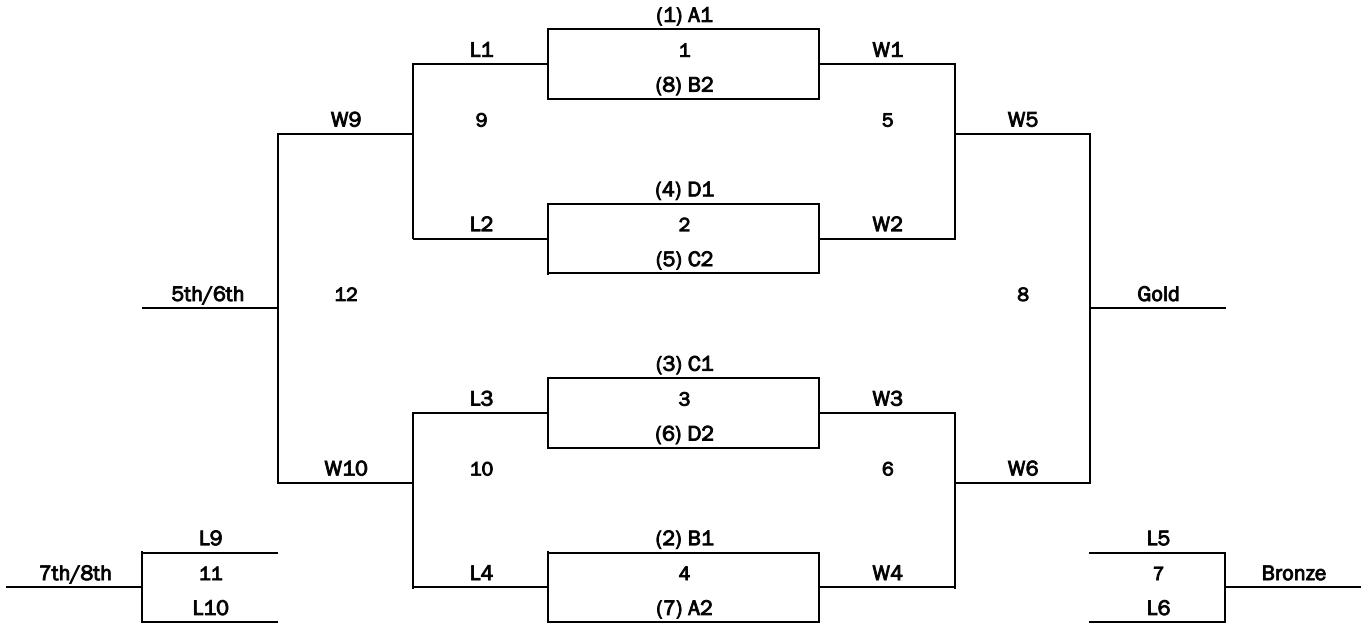 (1) A1
L1 1 W1
(8) B2
W9 9 5 W5
(4) D1
L2 2 W2
(5) C2
5th/6th 12 8 Gold
(3) C1
L3 3 W3
(6) D2
W10 10 6 W6
L9 (2) B1 L5
7th/8th 11 L4 4 W4 7 Bronze
L10 (7) A2 L6